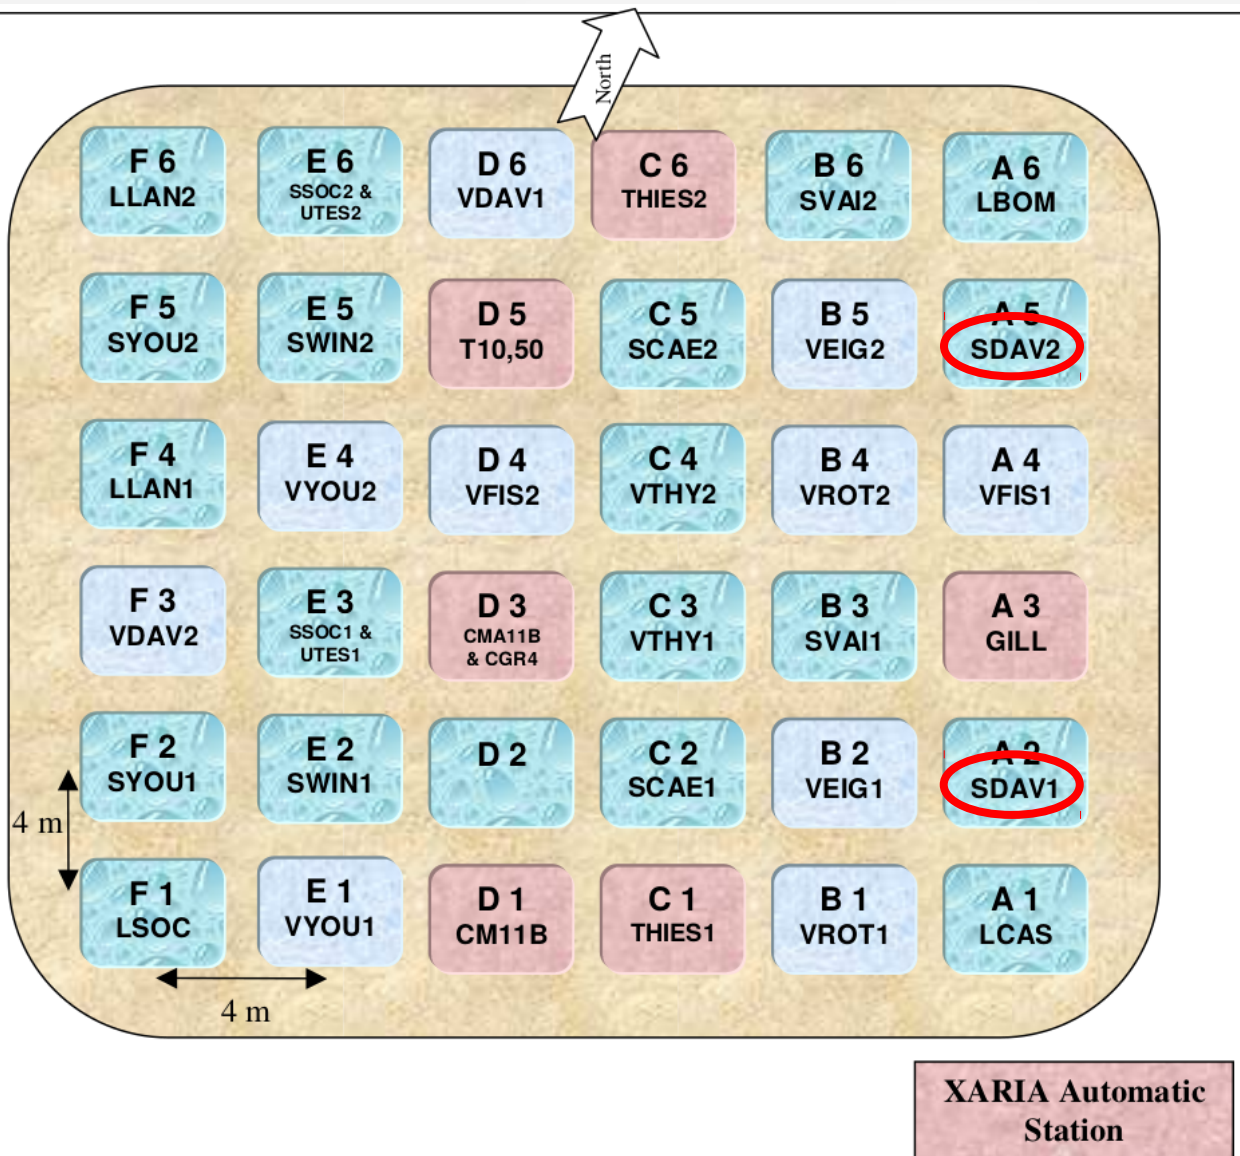 North
F 6
LLAN2
E 6
SSOC2 &
UTES2
D 6
VDAV1
C 6
THIES2
B 6
SVAI2
A 6
LBOM
F 5
SYOU2
E 5
SWIN2
D 5
T10,50
C 5
SCAE2
B 5
VEIG2
A 5
SDAV2
F 4
LLAN1
E 4
VYOU2
D 4
VFIS2
C 4
VTHY2
B 4
VROT2
A 4
VFIS1
F 3
VDAV2
E 3
SSOC1 &
UTES1
D 3
CMA11B
& CGR4
C 3
VTHY1
B 3
SVAI1
A 3
GILL
F 2
SYOU1
E 2
SWIN1
D 2
C 2
SCAE1
B 2
VEIG1
A 2
SDAV1
4 m
F 1
LSOC
E 1
VYOU1
D 1
CM11B
C 1
THIES1
B 1
VROT1
A 1
LCAS
4 m
XARIA Automatic
Station